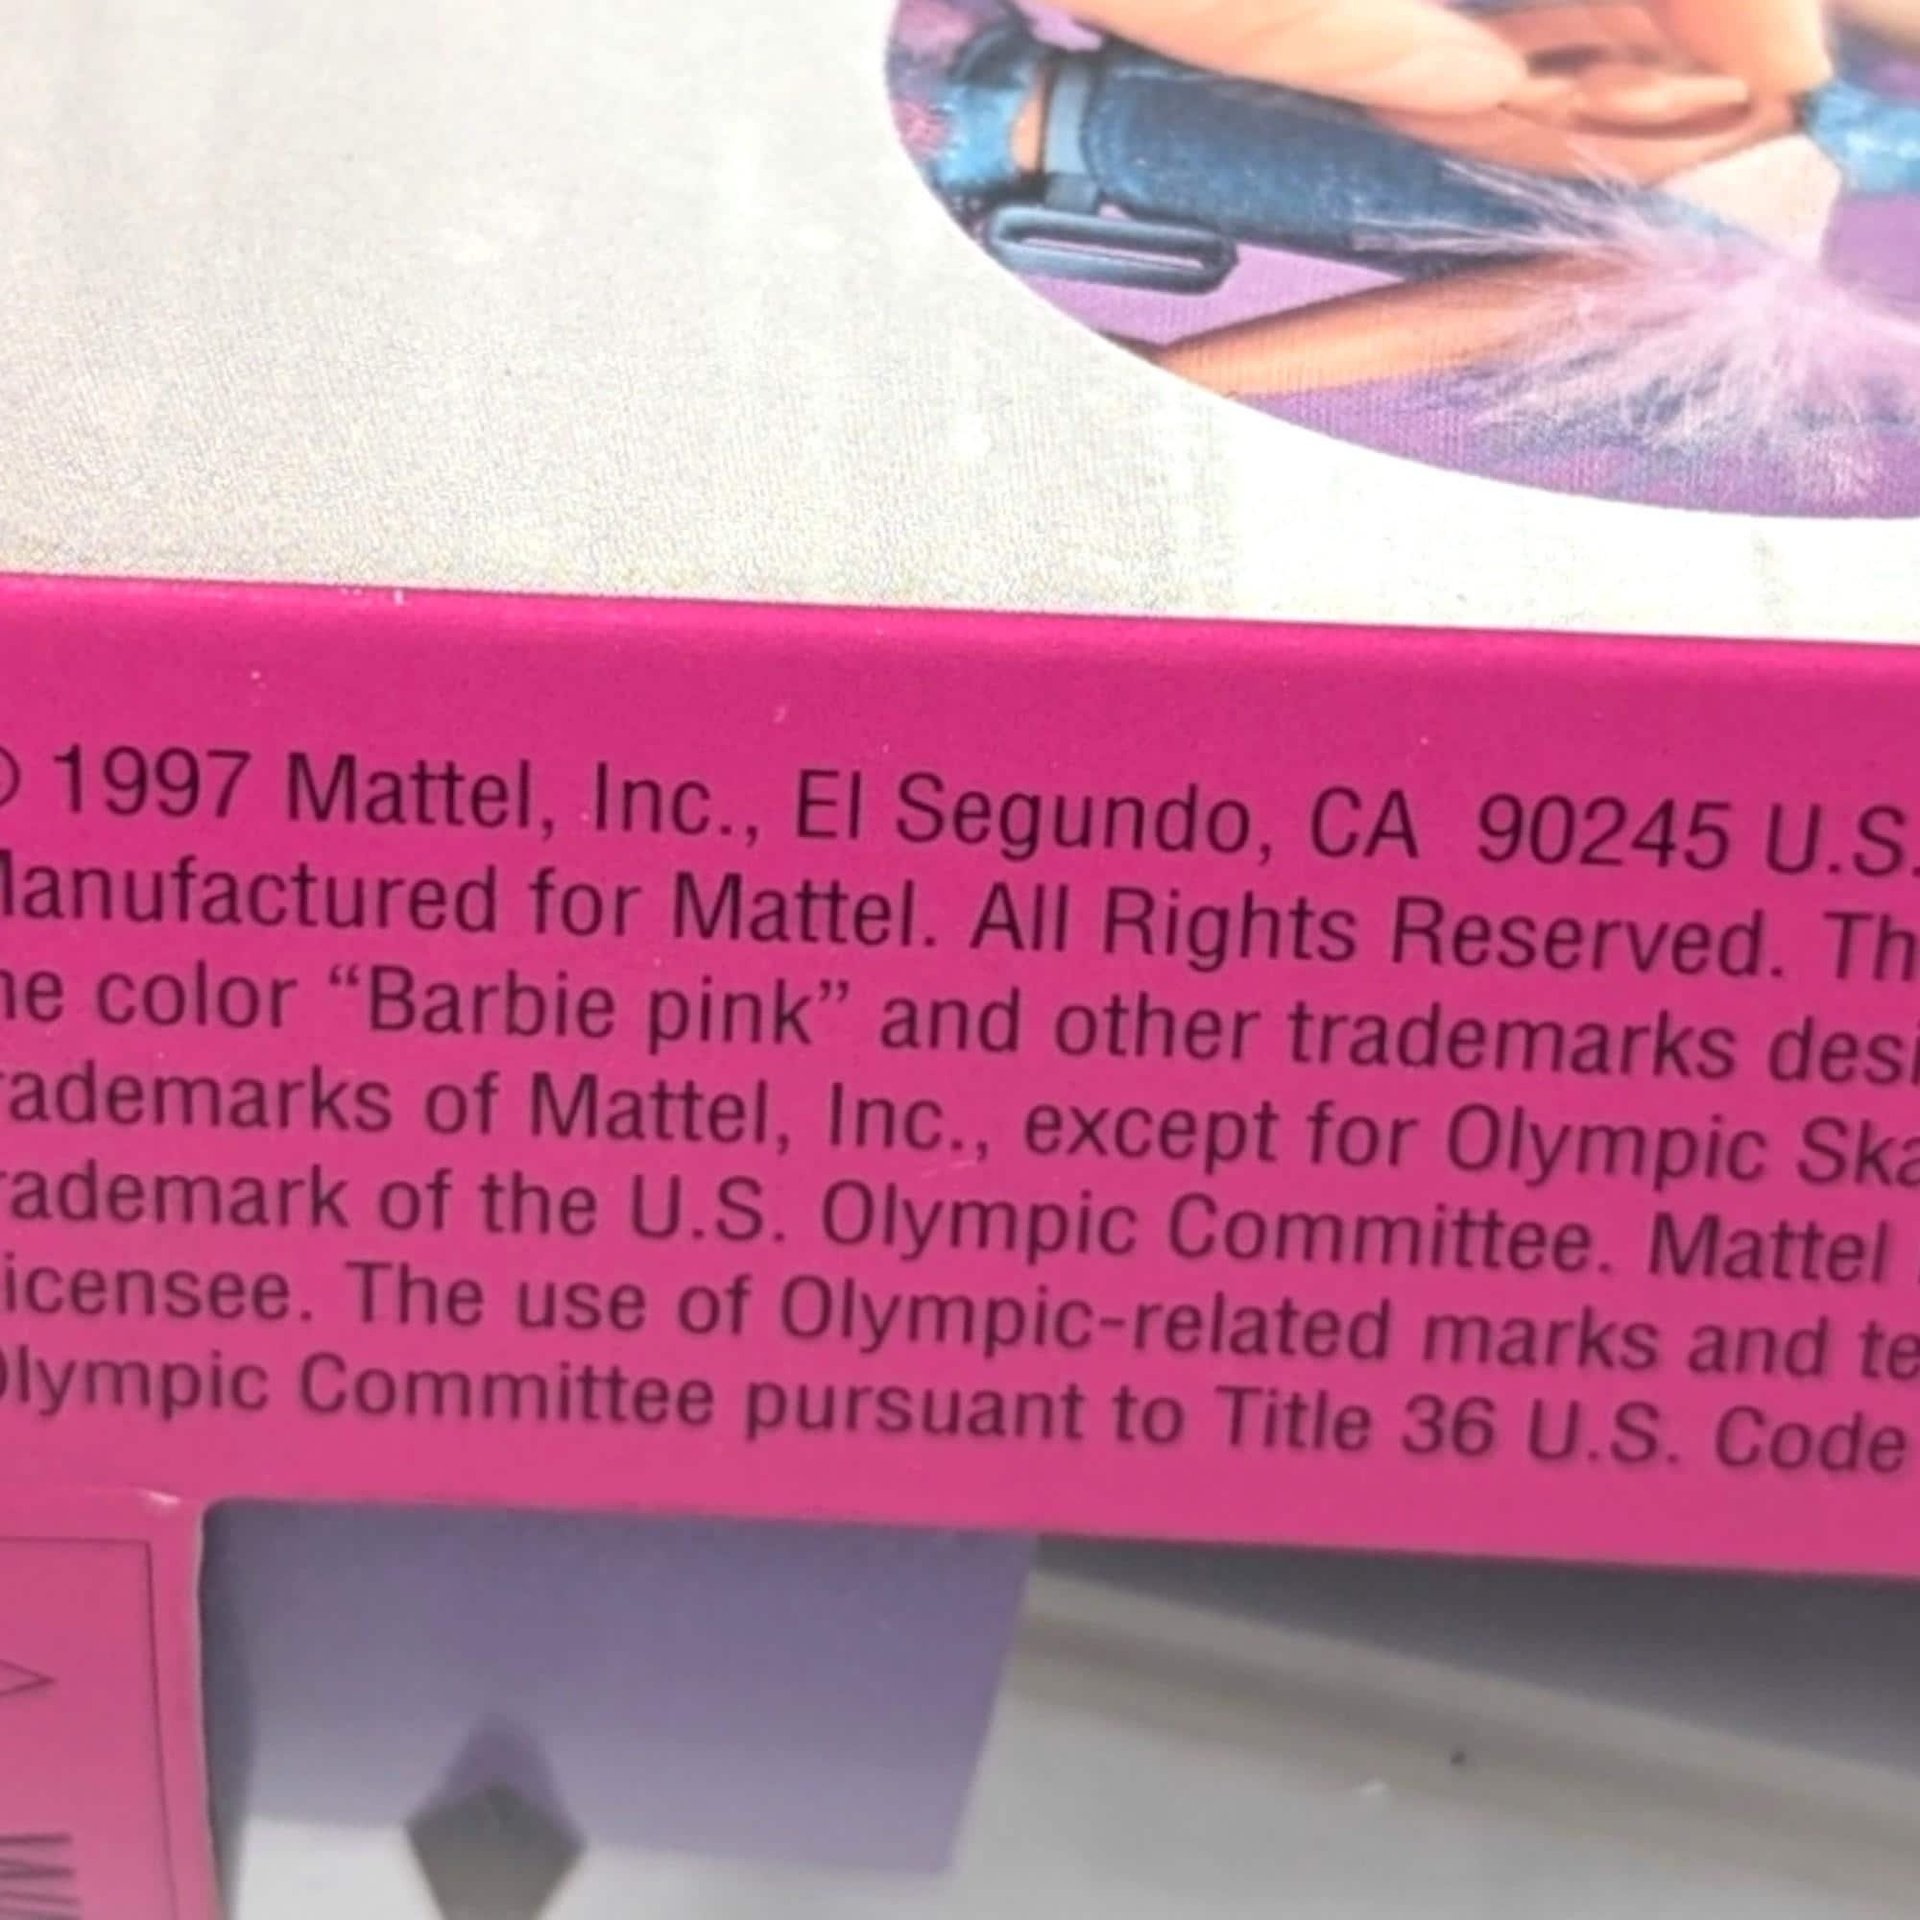 © 1997 Mattel, Inc., El Segundo, CA 90245 U.S.
Manufactured for Mattel. All Rights Reserved.
color “Barbie pink” and other trademarks
of Mattel, Inc., except for Olympic
of the U.S. Olympic Committee. Mattel
The use of Olympic-related marks and
Olympic Committee pursuant to Title 36 U.S. Code